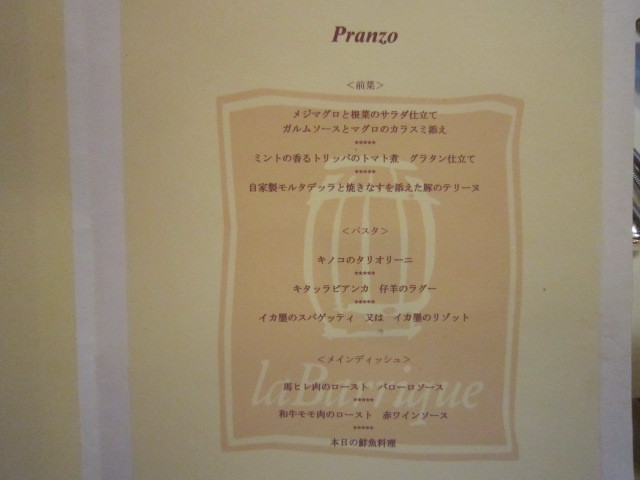 Pranzo
＜前菜＞
メジマグロと根菜のサラダ仕立て
ガルムソースとマグロのカラスミ添え
*****
ミントの香るトリッパのトマト煮　グラタン仕立て
*****
自家製モルタデッラと焼きなすを添えた豚のテリーヌ
＜パスタ＞
キノコのタリオリーニ
*****
キタッラビアンカ　仔羊のラグー
*****
イカ墨のスパゲッティ　又は　イカ墨のリゾット
＜メインディッシュ＞
馬ヒレ肉のロースト　バローロソース
la Barrique
*****
和牛モモ肉のロースト　赤ワインソース
*****
本日の鮮魚料理